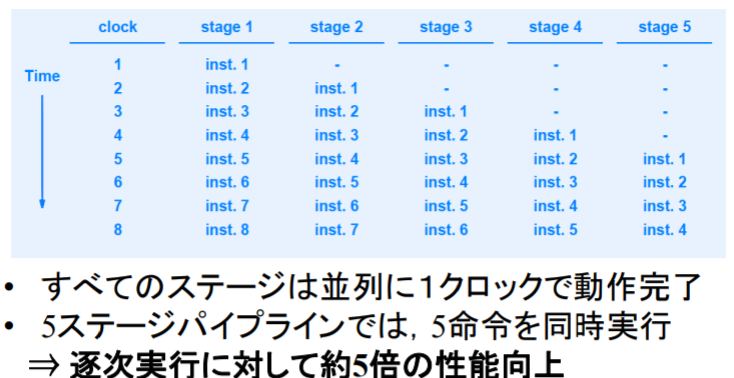 clock stage 1 stage 2 stage 3 stage 4 stage 5
1 inst. 1 - - - -
Time
2 inst. 2 inst. 1 - - -
3 inst. 3 inst. 2 inst. 1 - -
4 inst. 4 inst. 3 inst. 2 inst. 1 -
5 inst. 5 inst. 4 inst. 3 inst. 2 inst. 1
6 inst. 6 inst. 5 inst. 4 inst. 3 inst. 2
7 inst. 7 inst. 6 inst. 5 inst. 4 inst. 3
8 inst. 8 inst. 7 inst. 6 inst. 5 inst. 4
• すべてのステージは並列に1クロックで動作完了
• 5ステージパイプラインでは，5命令を同時実行
⇒ 逐次実行に対して約5倍の性能向上